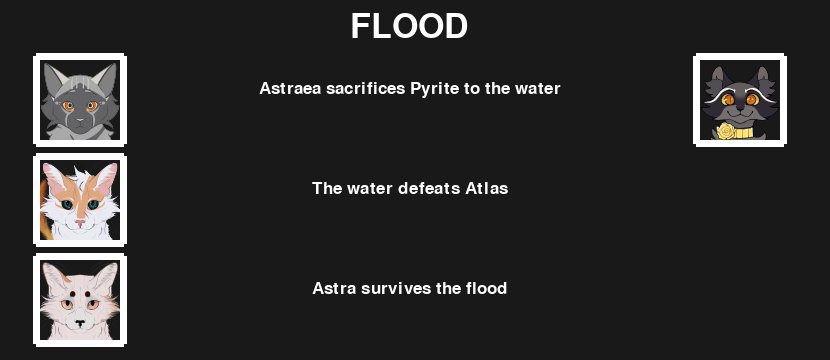 FLOOD
Astraea sacrifices Pyrite to the water
The water defeats Atlas
Astra survives the flood